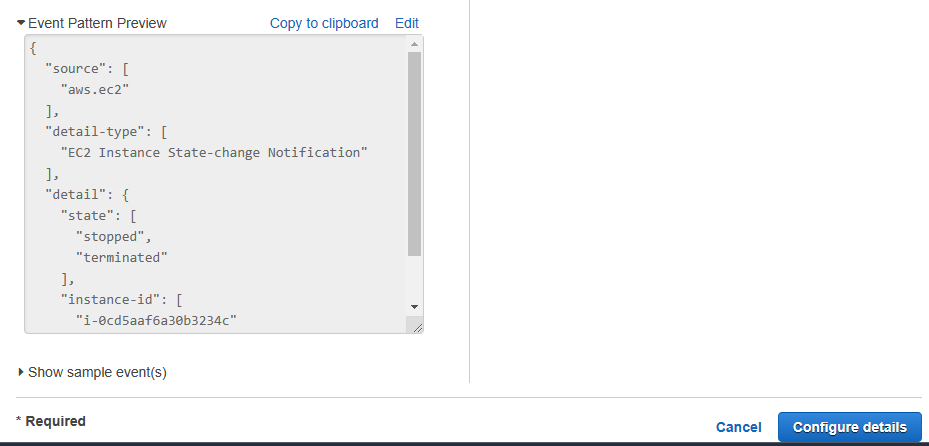 Event Pattern Preview Copy to clipboard Edit
{
  "source": [
    "aws.ec2"
  ],
  "detail-type": [
    "EC2 Instance State-change Notification"
  ],
  "detail": {
    "state": [
      "stopped",
      "terminated"
    ],
    "instance-id": [
      "i-0cd5aaf6a30b3234c"
Show sample event(s)
* Required
Cancel Configure details